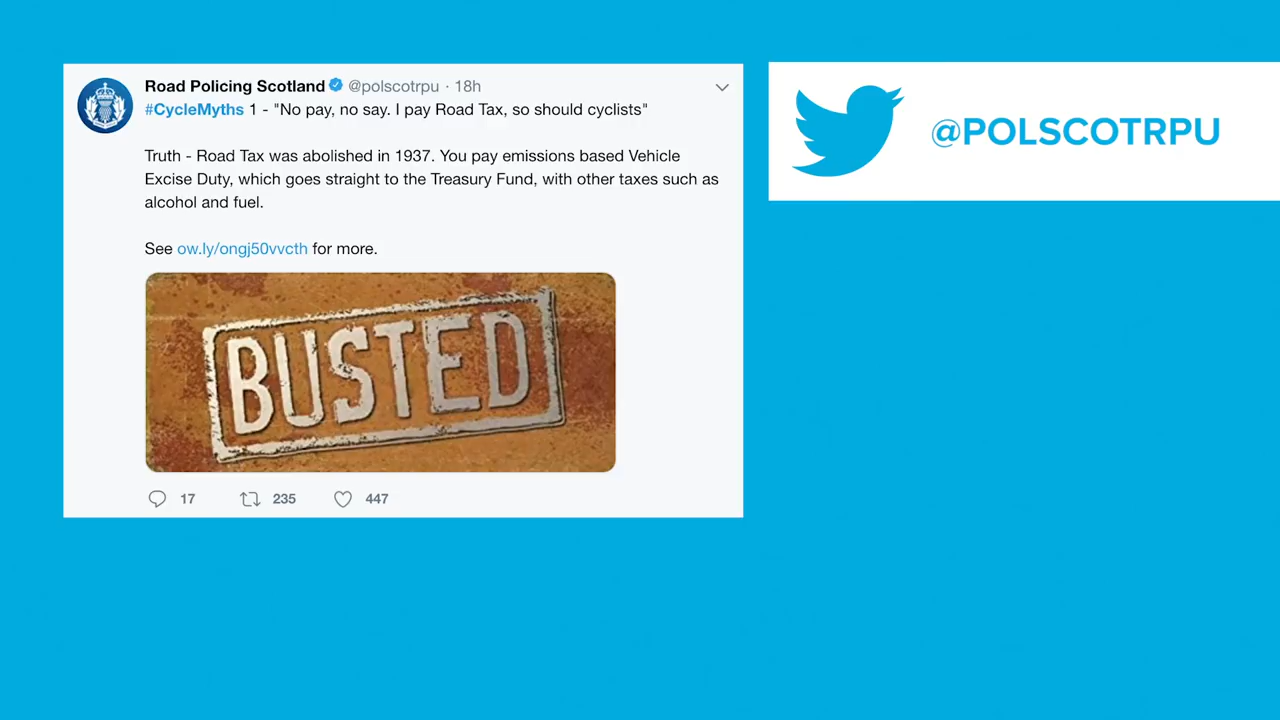 Road Policing Scotland @polscotrpu · 18h
#CycleMyths 1 - "No pay, no say. I pay Road Tax, so should cyclists"
Truth - Road Tax was abolished in 1937. You pay emissions based Vehicle
Excise Duty, which goes straight to the Treasury Fund, with other taxes such as
alcohol and fuel.
See ow.ly/ongj50vvcth for more.
BUSTED
17 235 447
@POLSCOTRPU